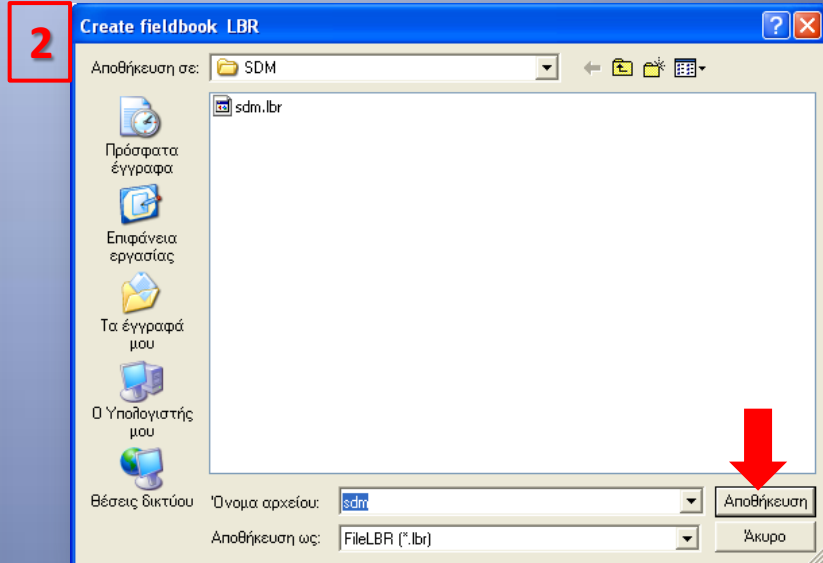 2
Create fieldbook LBR
Αποθήκευση σε:
SDM
sdm.lbr
Πρόσφατα
έγγραφα
Επιφάνεια
εργασίας
Τα έγγραφά
μου
Ο Υπολογιστής
μου
Θέσεις δικτύου
Όνομα αρχείου:
sdm
Αποθήκευση
Αποθήκευση ως:
FileLBR (*.lbr)
Άκυρο